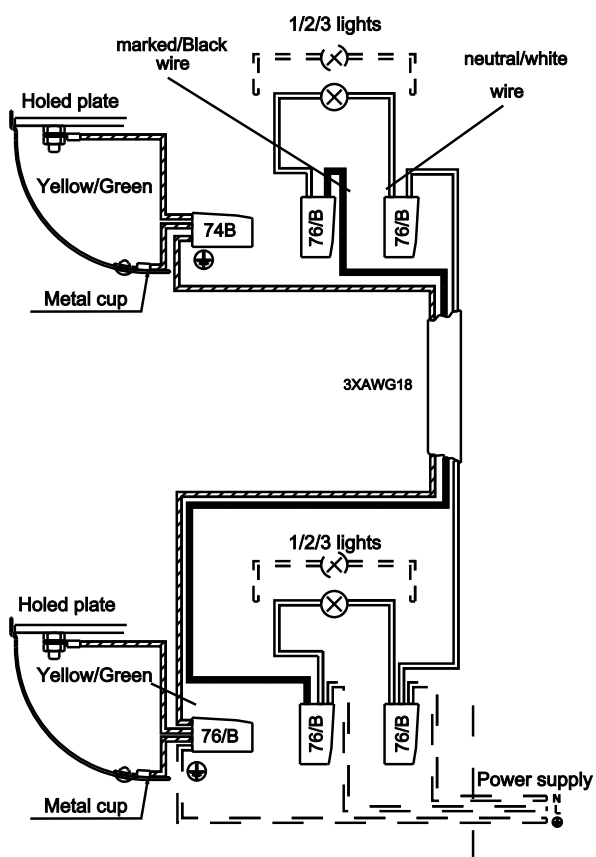 1/2/3 lights
marked/Black
wire
neutral/white
wire
Holed plate
Yellow/Green
74B
76/B
76/B
Metal cup
3XAWG18
1/2/3 lights
Holed plate
Yellow/Green
76/B
76/B
76/B
Metal cup
Power supply
N
L